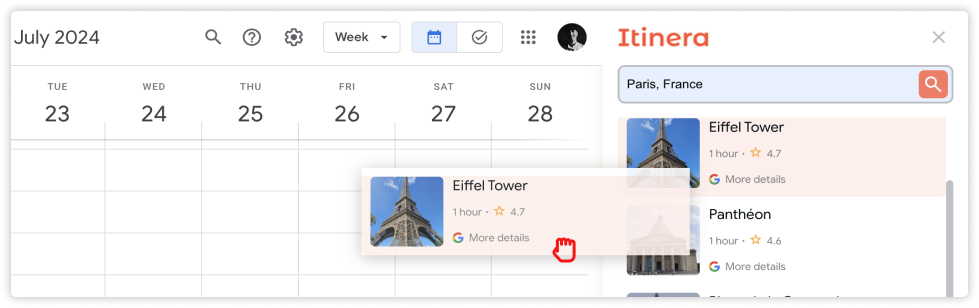 July 2024
Week
Itinera
Paris, France
TUE
WED
THU
FRI
SAT
SUN
23
24
25
26
27
28
Eiffel Tower
1 hour · 4.7
More details
Eiffel Tower
1 hour · 4.7
More details
Panthéon
1 hour · 4.6
More details